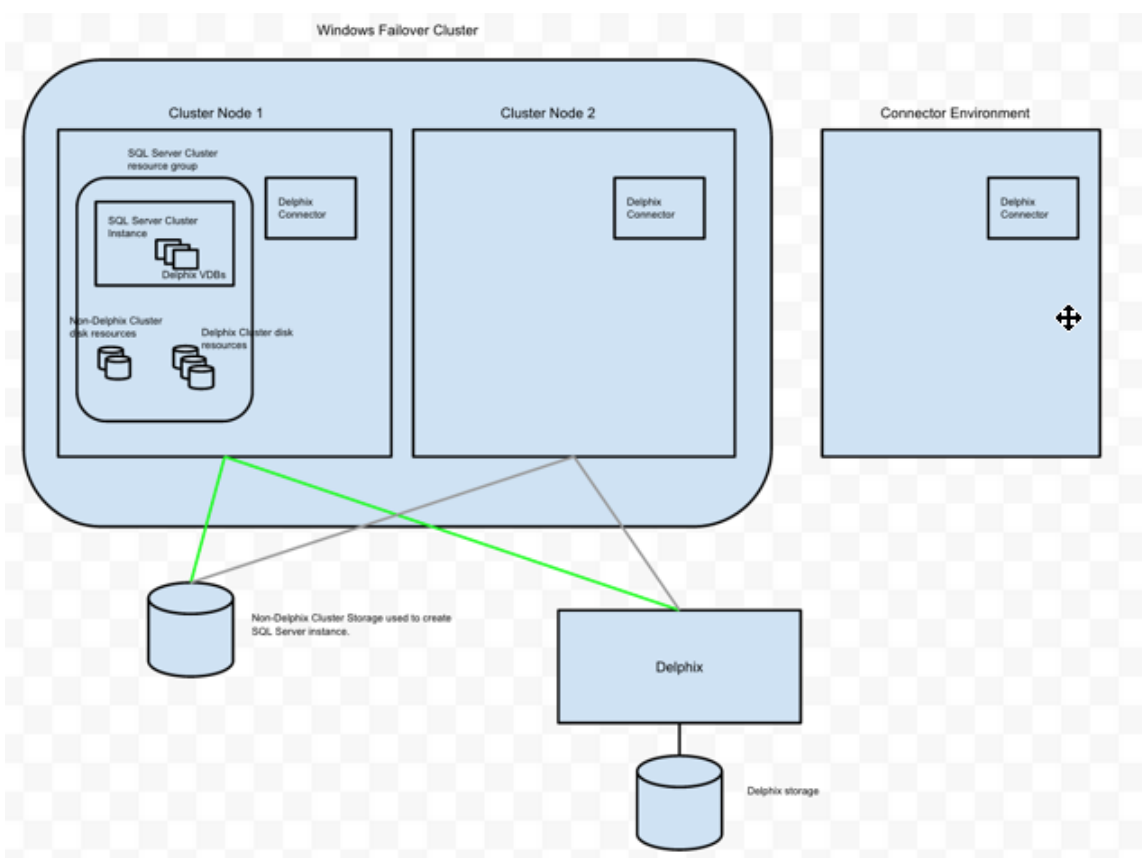 Windows Failover Cluster
Cluster Node 1
Cluster Node 2
Connector Environment
SQL Server Cluster
resource group
Delphix
Connector
SQL Server Cluster
Instance
Delphix VDBs
Non-Delphix Cluster
disk resources
Delphix Cluster disk
resources
Delphix
Connector
Delphix
Connector
Non-Delphix Cluster Storage used to create
SQL Server instance.
Delphix
Delphix storage